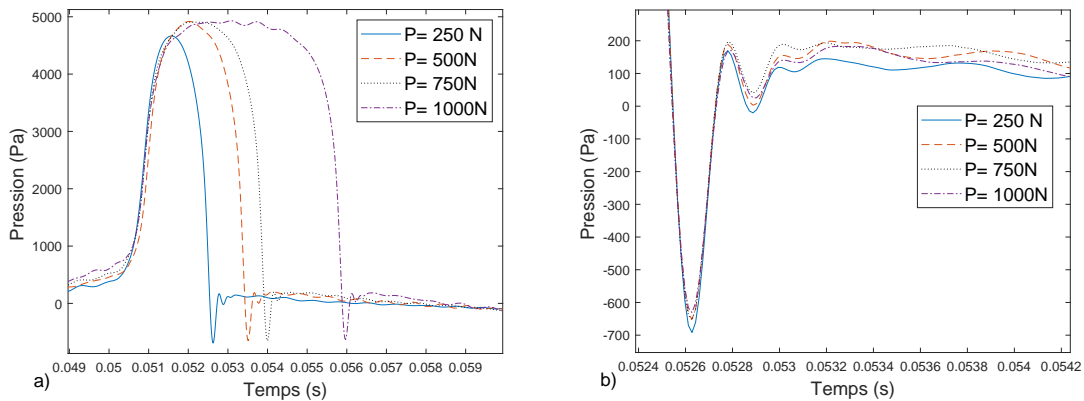 5000
4000
3000
2000
1000
0
Pression (Pa)
0.049 0.05 0.051 0.052 0.053 0.054 0.055 0.056 0.057 0.058 0.059
Temps (s)
a)
P= 250 N
P= 500N
P= 750N
P= 1000N
200
100
0
-100
-200
-300
-400
-500
-600
-700
Pression (Pa)
0.0524 0.0526 0.0528 0.053 0.0532 0.0534 0.0536 0.0538 0.054 0.0542
Temps (s)
b)
P= 250 N
P= 500N
P= 750N
P= 1000N